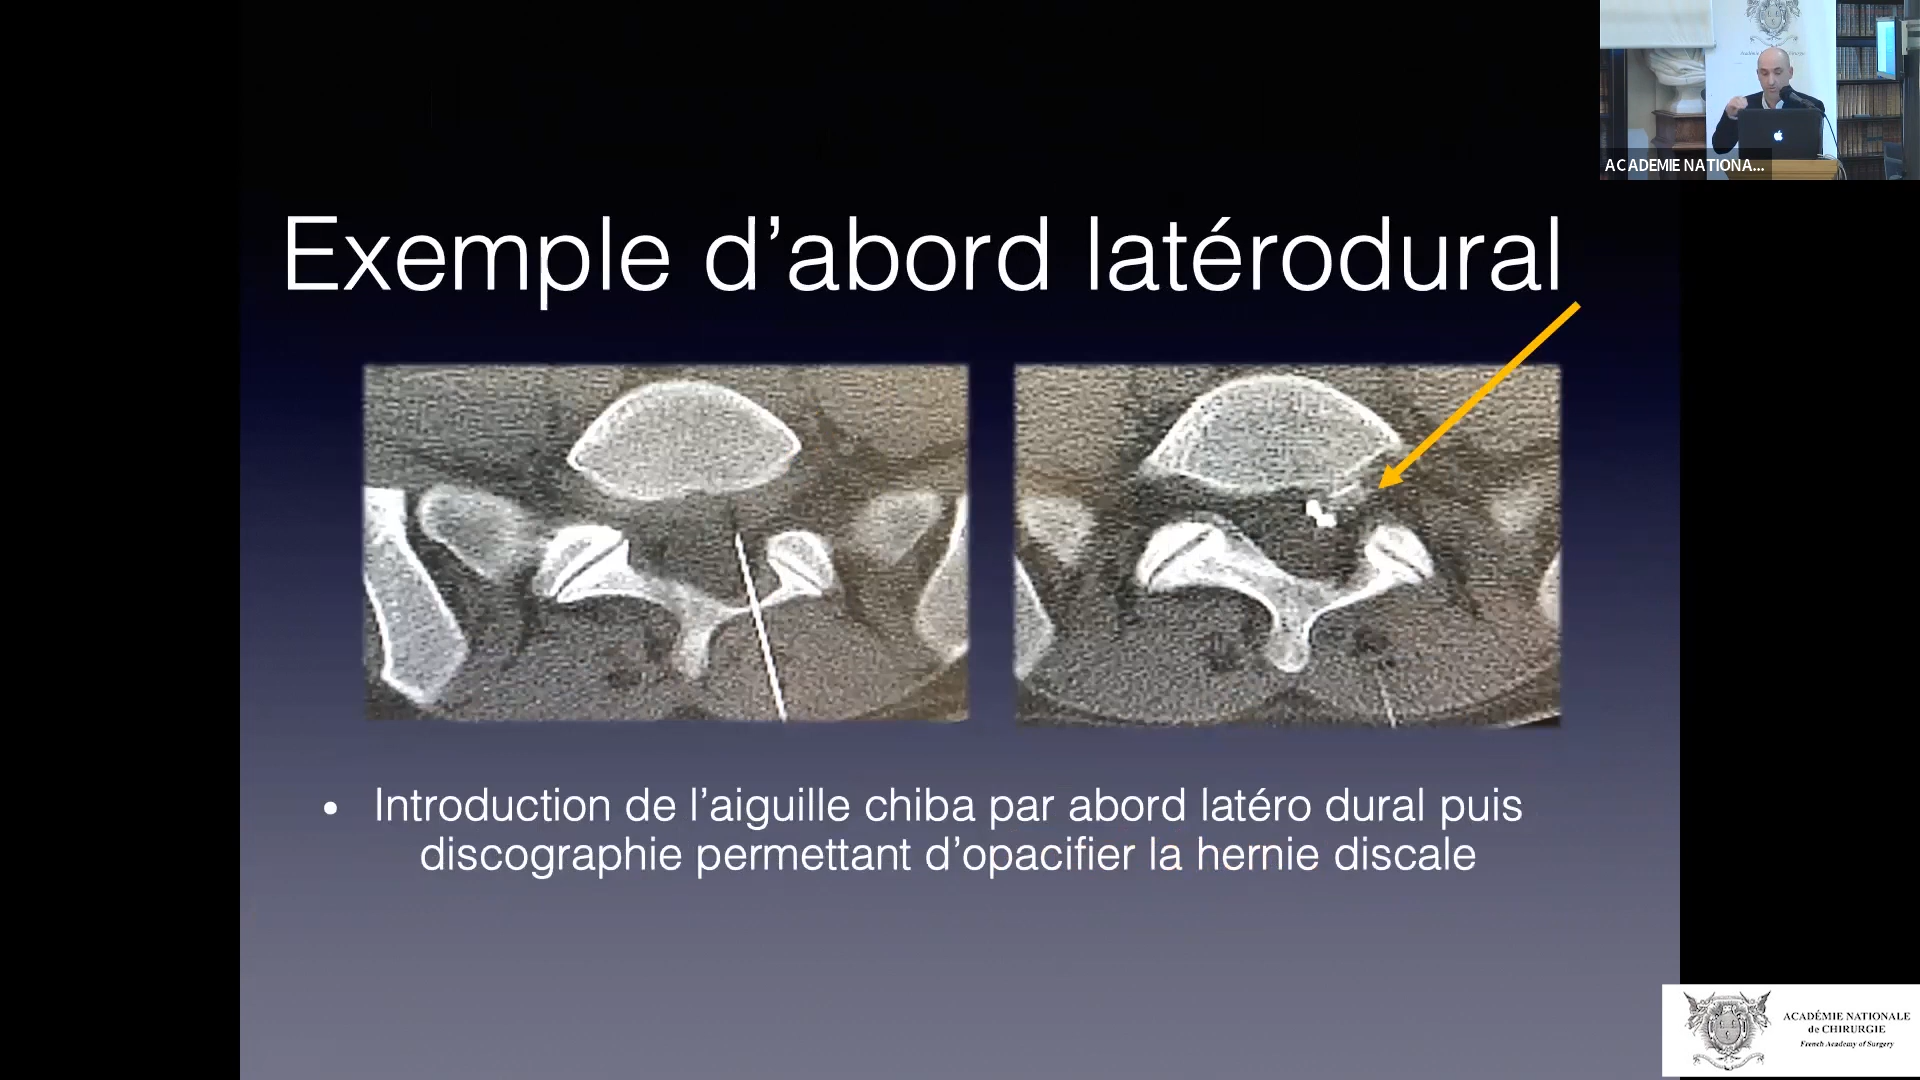 ACADEMIE NATIONA...
Exemple d’abord latérodural
• Introduction de l’aiguille chiba par abord latéro dural puis
discographie permettant d’opacifier la hernie discale
ACADÉMIE NATIONALE
de CHIRURGIE
French Academy of Surgery